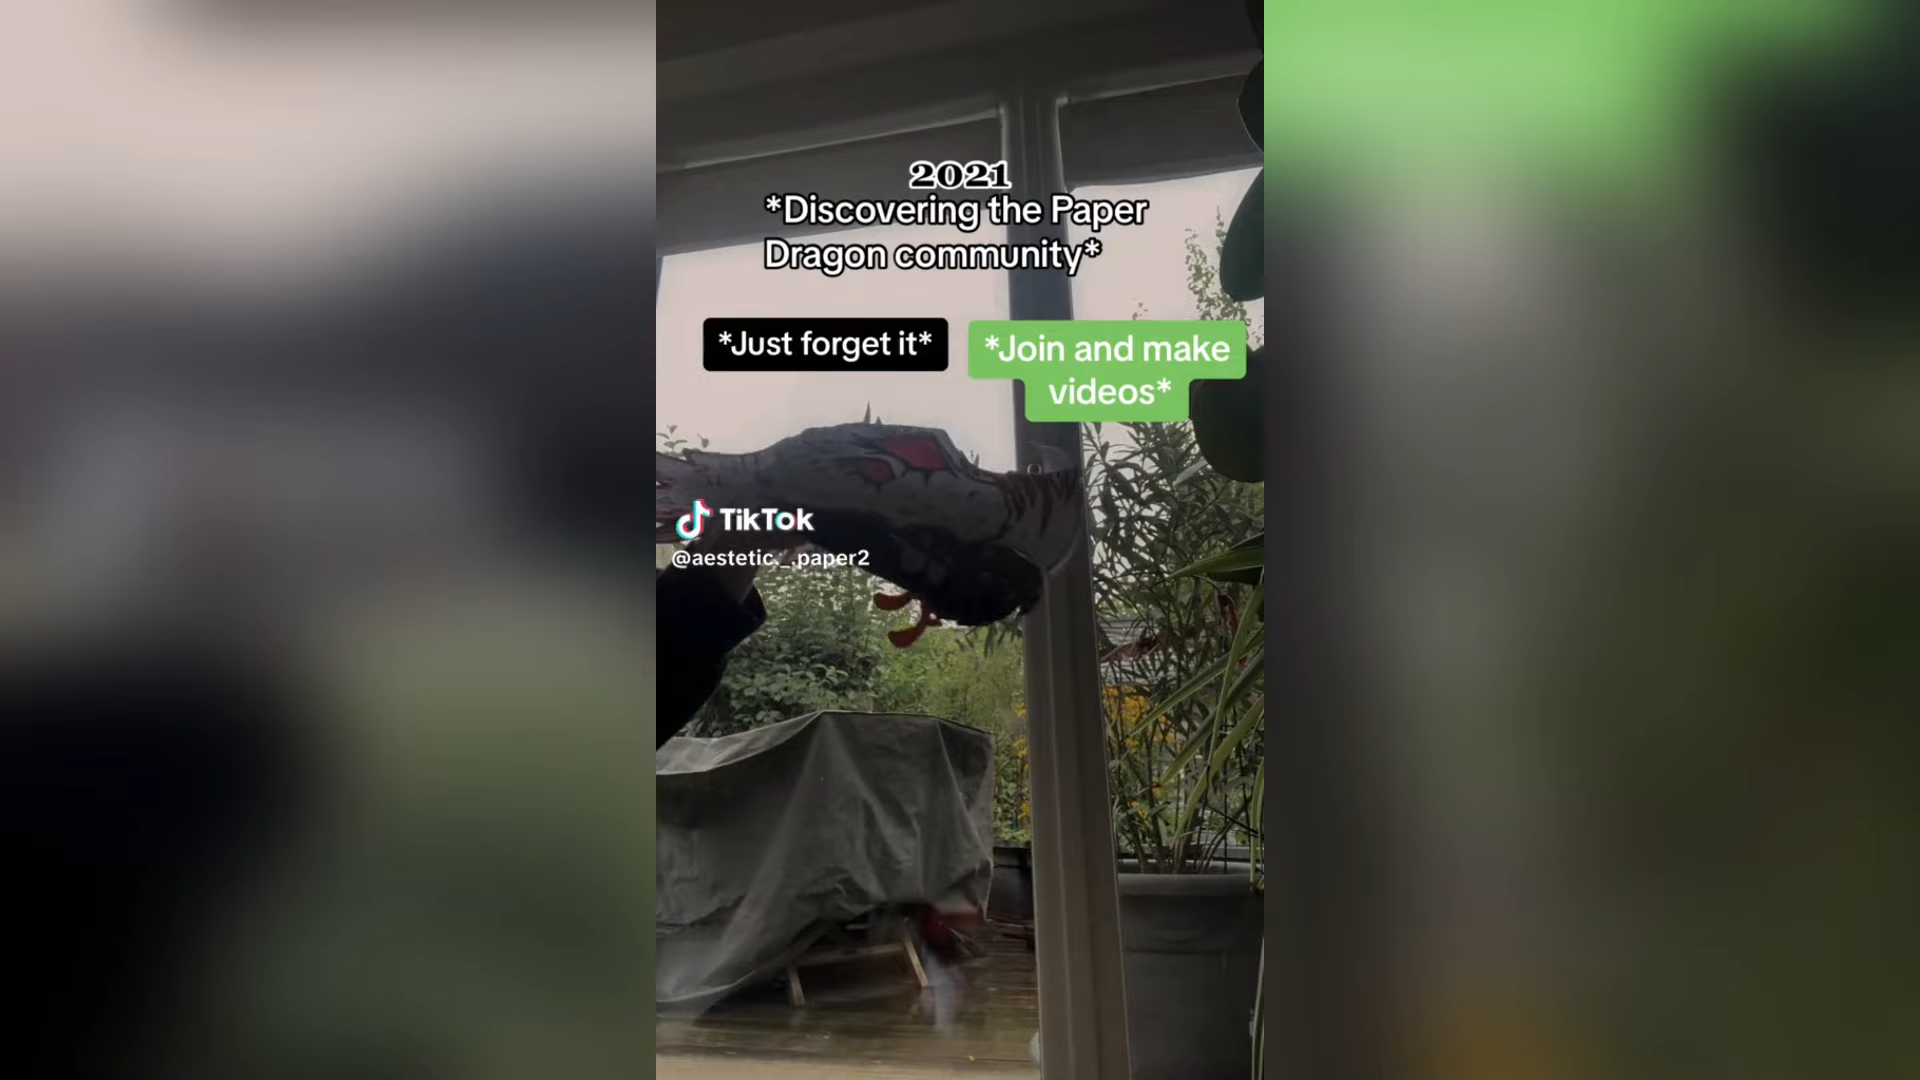 2021
*Discovering the Paper
Dragon community*
*Just forget it*
*Join and make
videos*
TikTok
@aestetic._.paper2